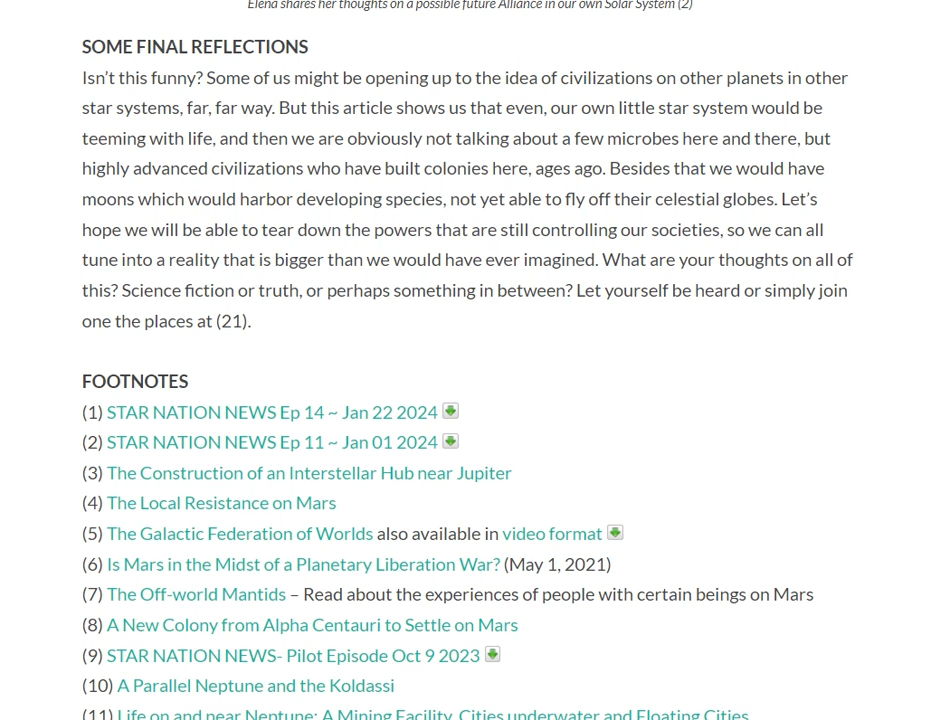 Elena shares her thoughts on a possible future Alliance in our own Solar System (2)
SOME FINAL REFLECTIONS
Isn’t this funny? Some of us might be opening up to the idea of civilizations on other planets in other
star systems, far, far way. But this article shows us that even, our own little star system would be
teeming with life, and then we are obviously not talking about a few microbes here and there, but
highly advanced civilizations who have built colonies here, ages ago. Besides that we would have
moons which would harbor developing species, not yet able to fly off their celestial globes. Let’s
hope we will be able to tear down the powers that are still controlling our societies, so we can all
tune into a reality that is bigger than we would have ever imagined. What are your thoughts on all of
this? Science fiction or truth, or perhaps something in between? Let yourself be heard or simply join
one the places at (21).
FOOTNOTES
(1) STAR NATION NEWS Ep 14 ~ Jan 22 2024
(2) STAR NATION NEWS Ep 11 ~ Jan 01 2024
(3) The Construction of an Interstellar Hub near Jupiter
(4) The Local Resistance on Mars
(5) The Galactic Federation of Worlds also available in video format
(6) Is Mars in the Midst of a Planetary Liberation War? (May 1, 2021)
(7) The Off-world Mantids – Read about the experiences of people with certain beings on Mars
(8) A New Colony from Alpha Centauri to Settle on Mars
(9) STAR NATION NEWS- Pilot Episode Oct 9 2023
(10) A Parallel Neptune and the Koldassi
(11) Life on and near Neptune: A Mining Facility, Cities underwater and Floating Cities